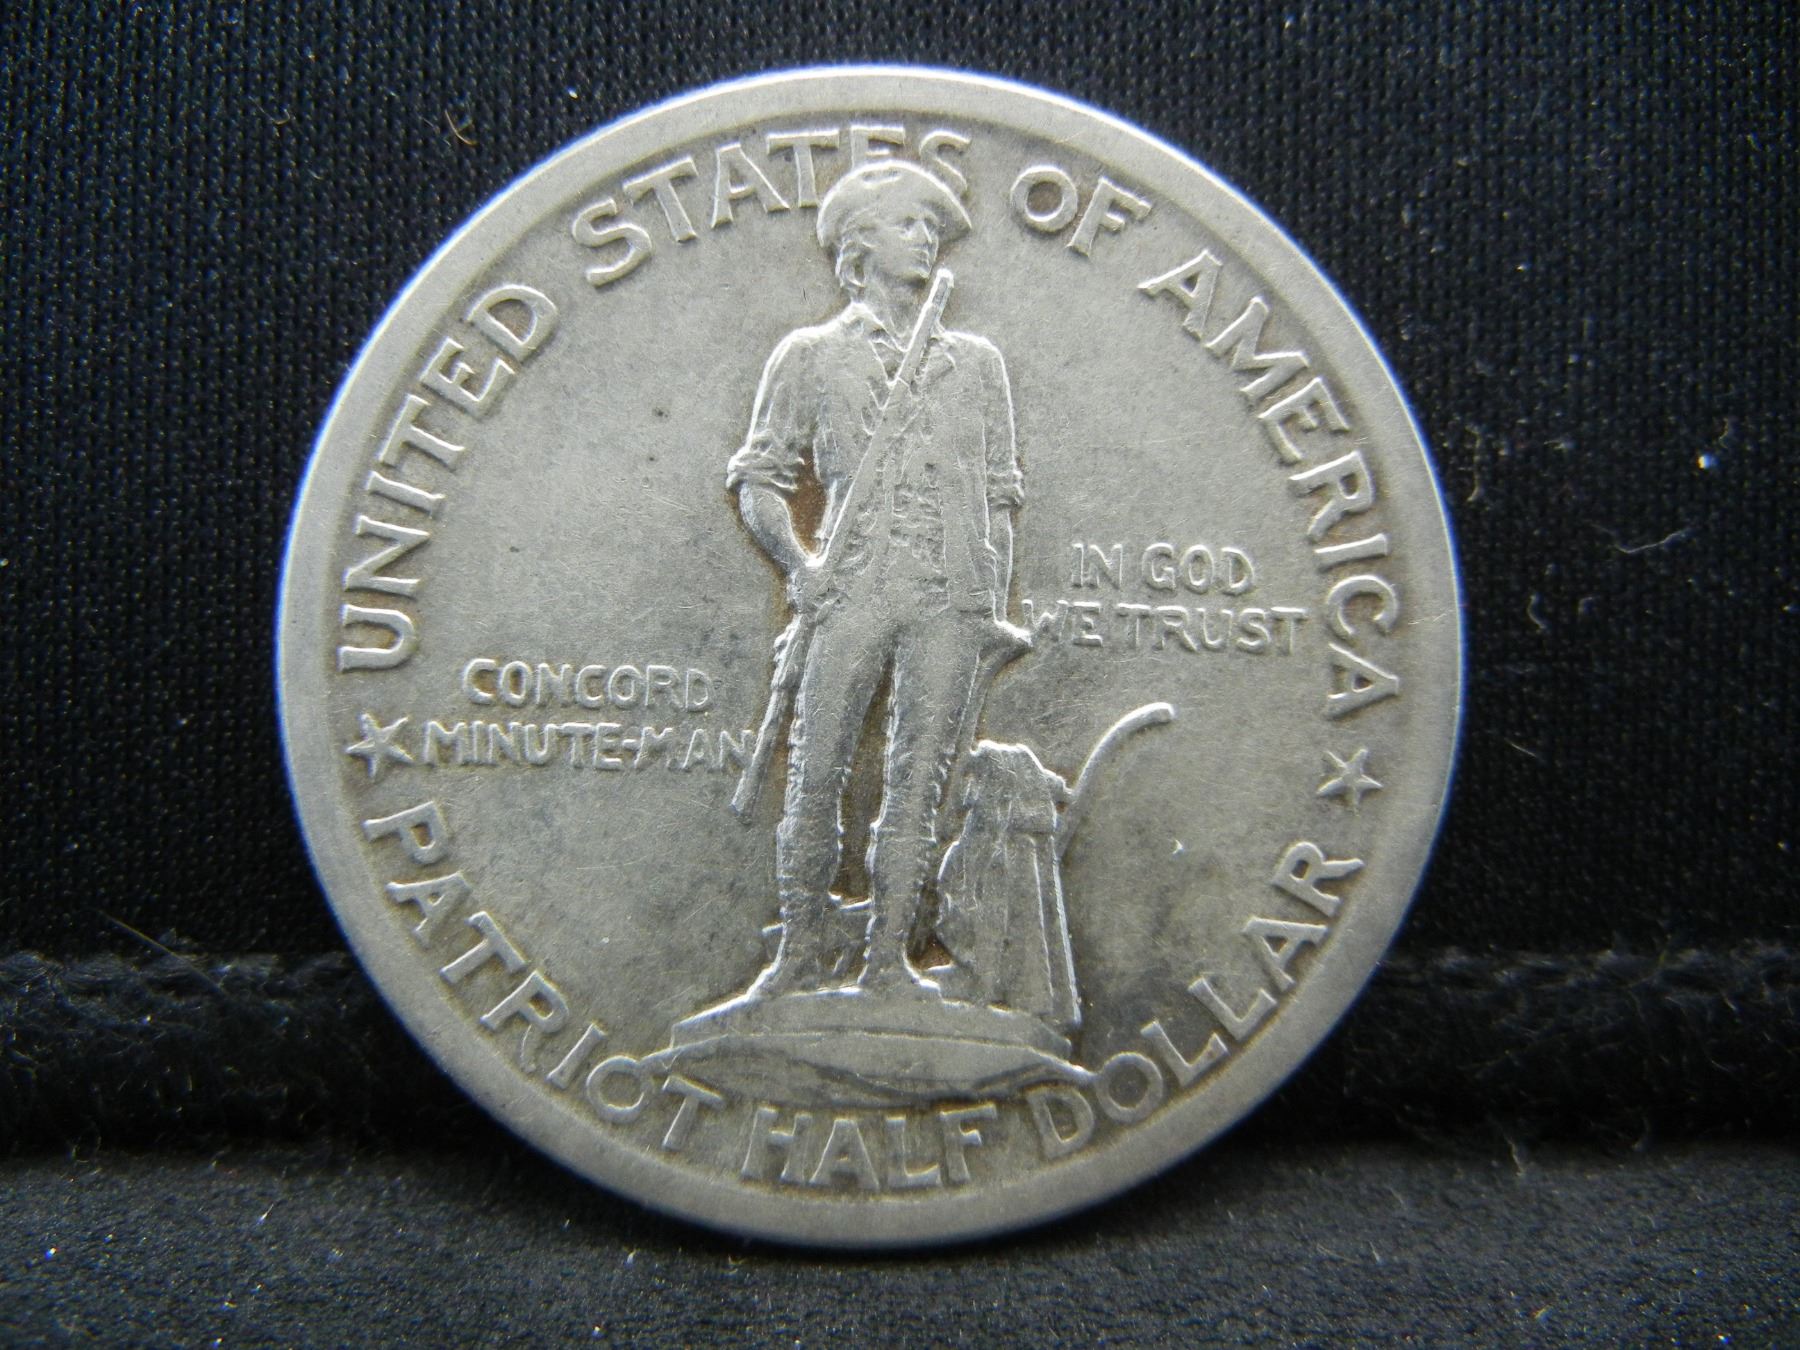 UNITED STATES OF AMERICA
IN GOD
WE TRUST
CONCORD
MINUTE-MAN
PATRIOT HALF DOLLAR